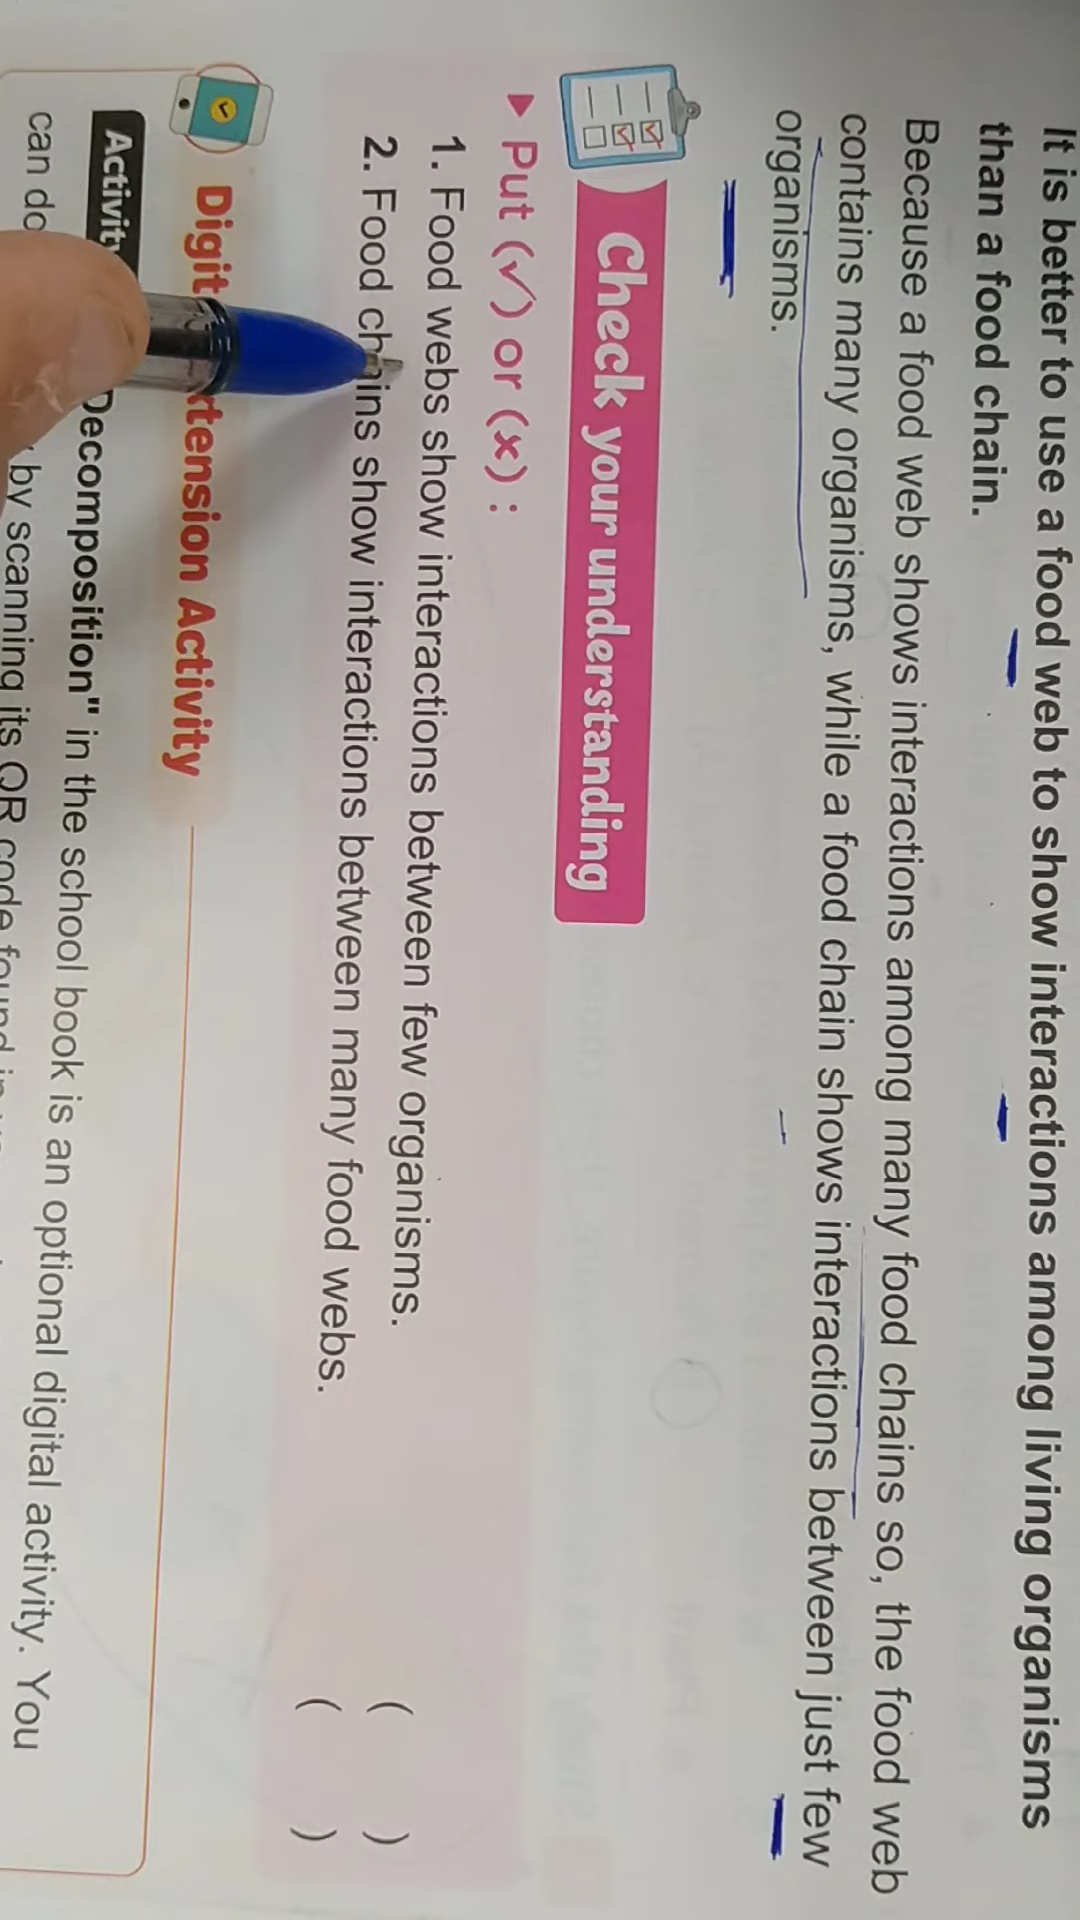 It is better to use a food web to show interactions among living organisms
than a food chain.
Because a food web shows interactions among many food chains so, the food web
contains many organisms, while a food chain shows interactions between just few
organisms.
Check your understanding
Put (✓) or (x) :
1. Food webs show interactions between few organisms. ( )
2. Food chins show interactions between many food webs. ( )
Activity
Decomposition" in the school book is an optional digital activity. You
can do by scanning its QR code found in